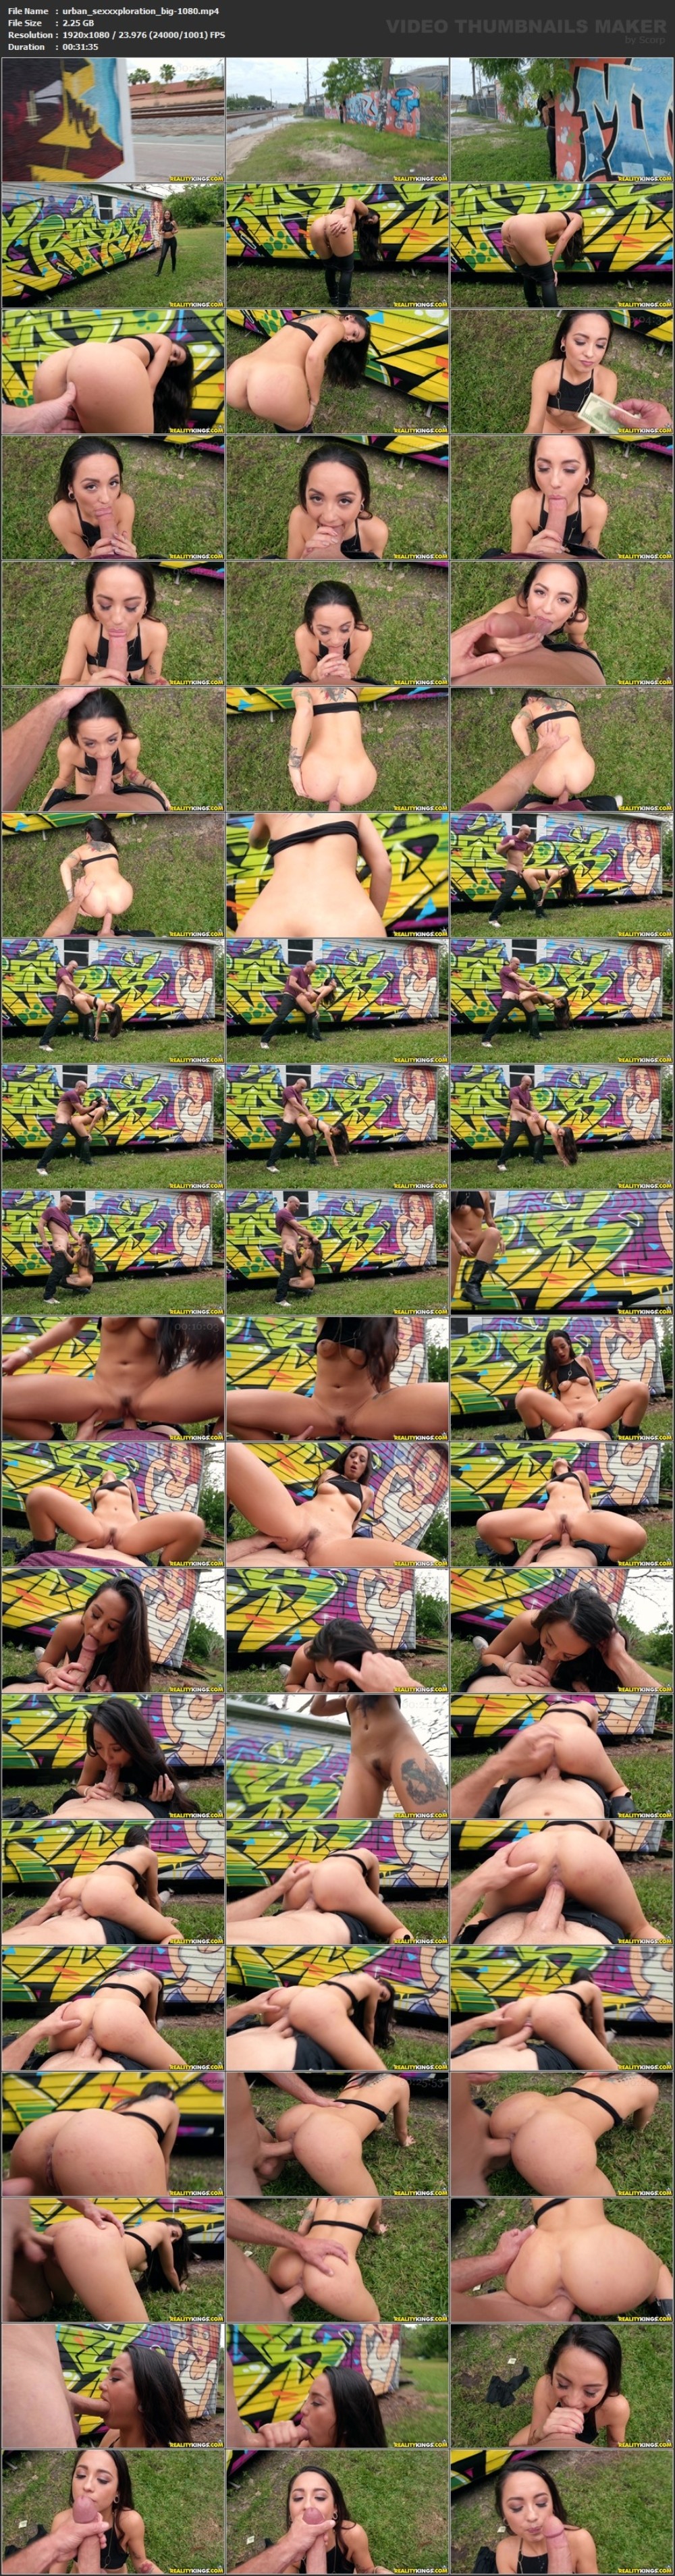 File Name : urban_sexxxploration_big-1080.mp4
File Size : 2.25 GB
Resolution : 1920x1080 / 23.976 (24000/1001) FPS
Duration : 00:31:35
VIDEO THUMBNAILS MAKER
by Scorp
REALITYKINGS.COM